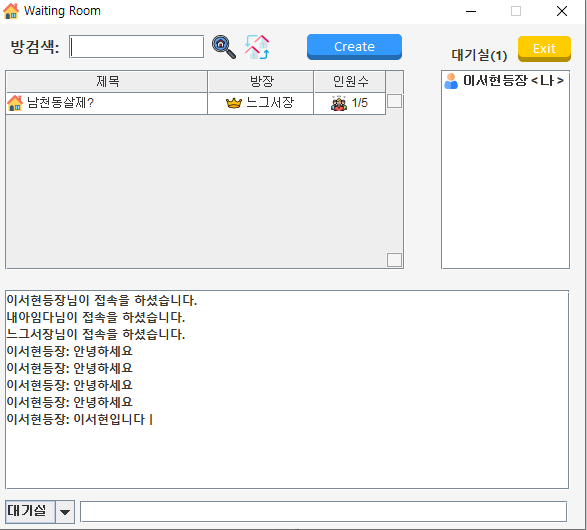 Waiting Room
방검색:
Create
대기실(1)
Exit
제목 방장 인원수
남천동살제? 느그서장 1/5
이서현등장 <나>
이서현등장님이 접속을 하셨습니다.
내아임다님이 접속을 하셨습니다.
느그서장님이 접속을 하셨습니다.
이서현등장: 안녕하세요
이서현등장: 안녕하세요
이서현등장: 안녕하세요
이서현등장: 안녕하세요
이서현등장: 이서현입니다 |
대기실